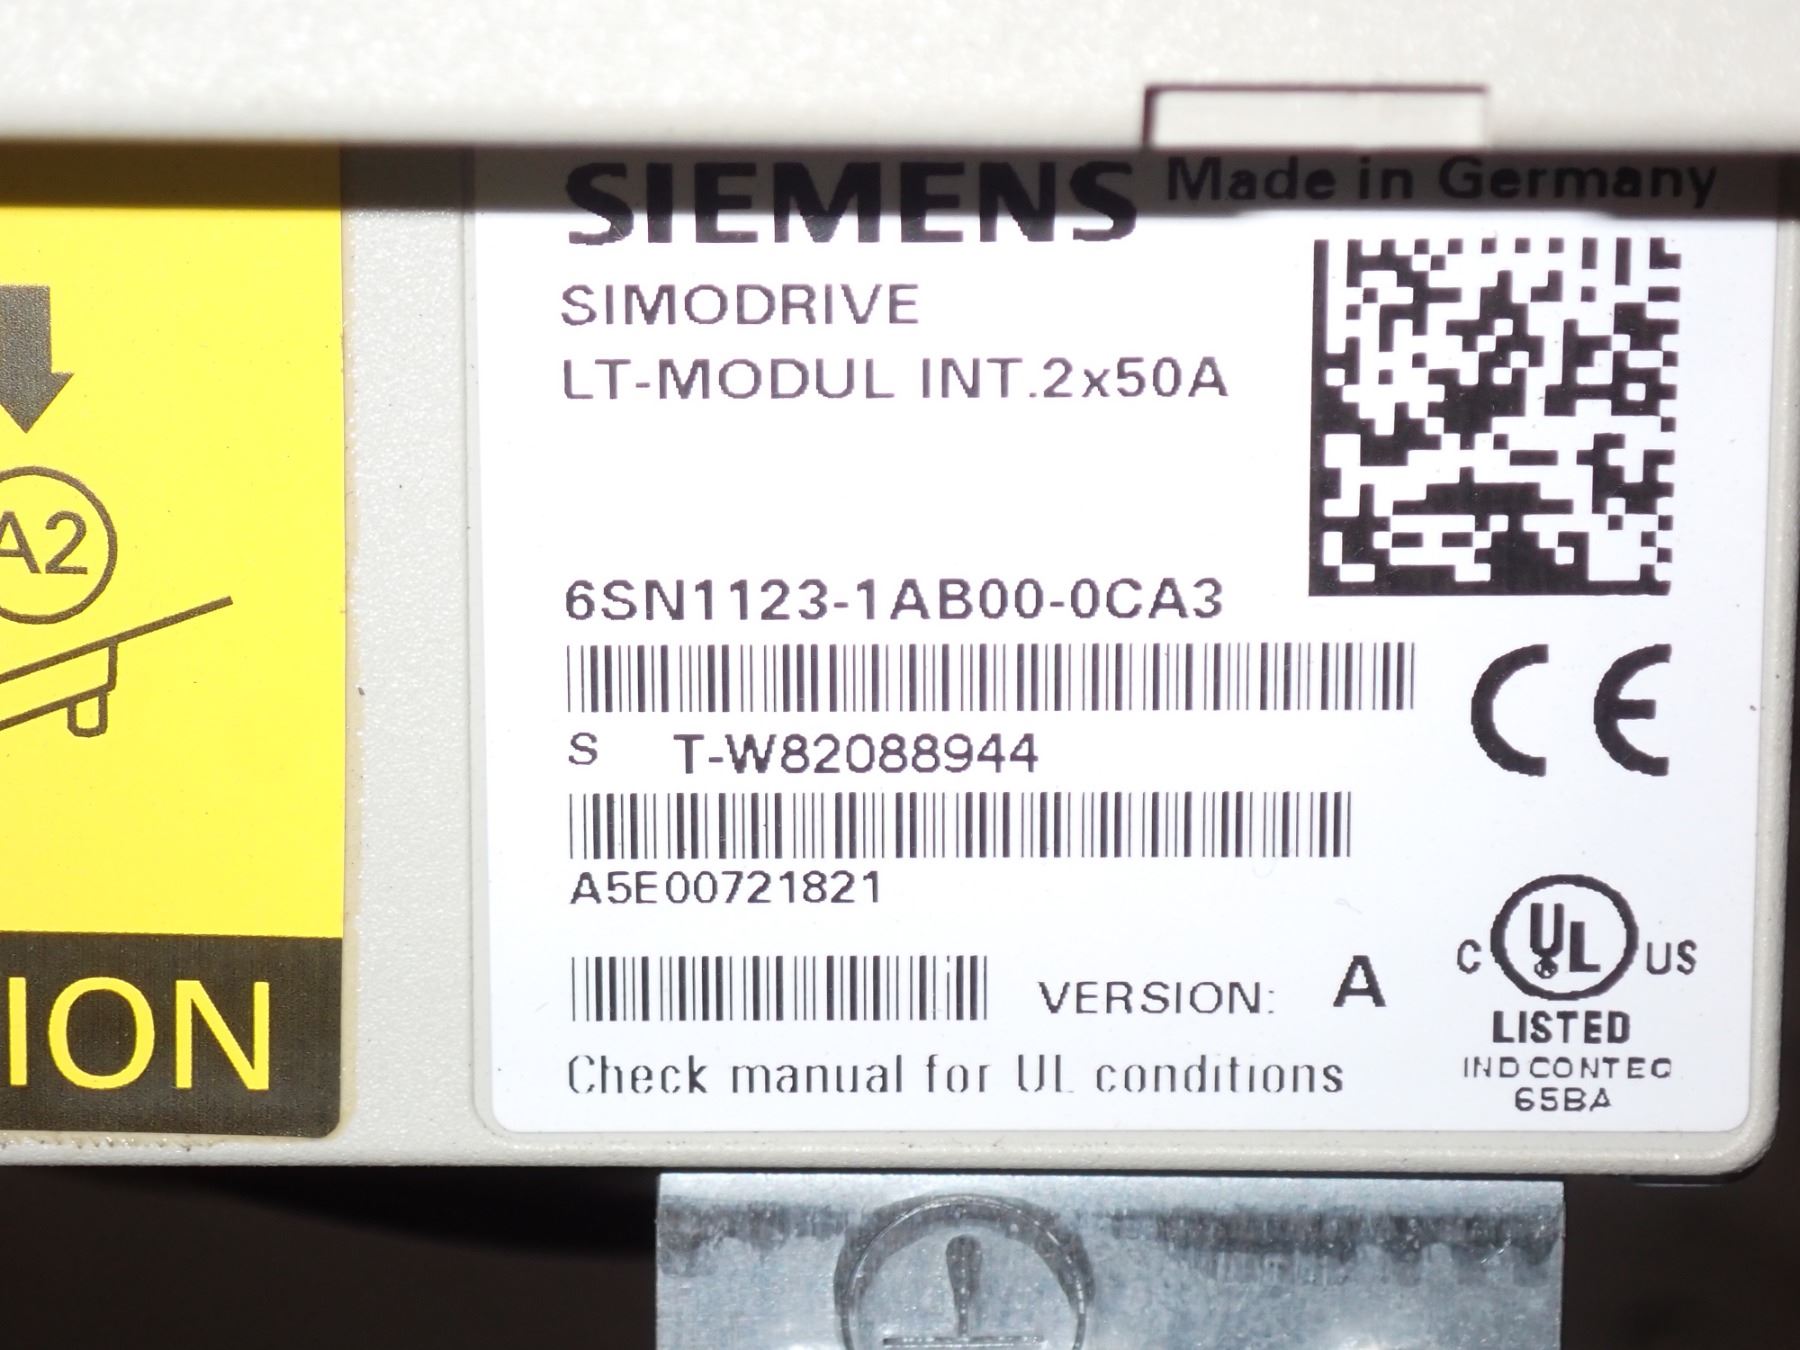 SIEMENS Made in Germany
SIMODRIVE
LT-MODUL INT.2x50A
A2
6SN1123-1AB00-0CA3
CE
S T-W82088944
A5E00721821
C UL US
LISTED
IND CONT EQ
65BA
VERSION: A
Check manual for UL conditions
ION